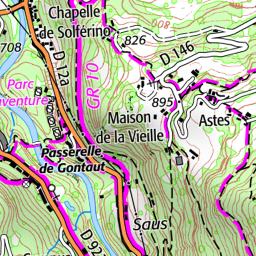 Chapelle
de Solférino
826
708
D 146
D 12a
Parc
aventure
GR 10
895
Maison
de la Vieille
Astes
Passerelle
de Gontaut
D 92
Saus